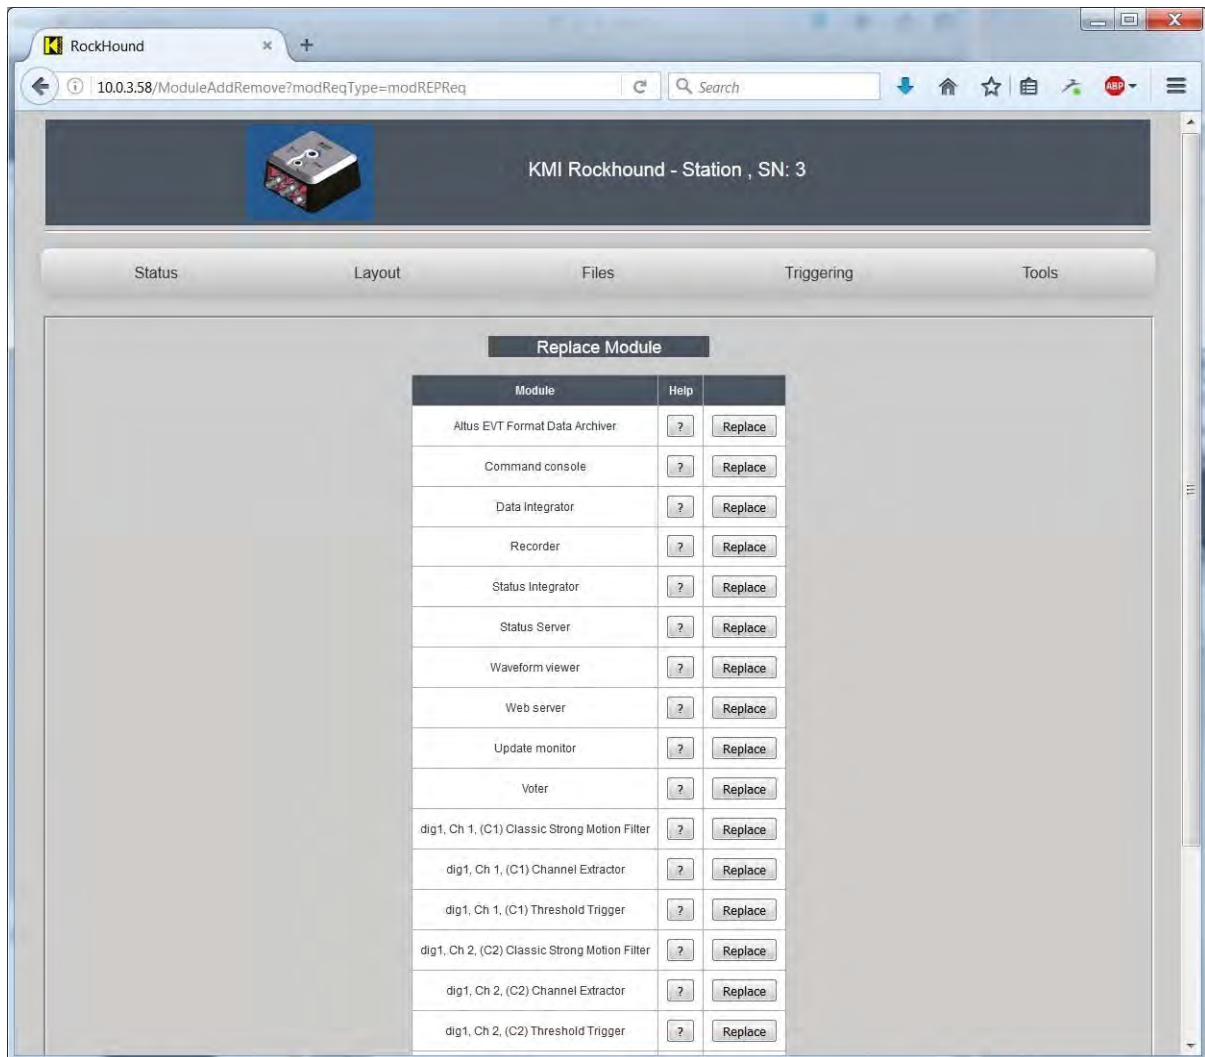 RockHound
10.0.3.58/ModuleAddRemove?modReqType=modREPReq
Search
ABP
KMI Rockhound - Station , SN: 3
Status Layout Files Triggering Tools
Replace Module
Module Help
Altus EVT Format Data Archiver ? Replace
Command console ? Replace
Data Integrator ? Replace
Recorder ? Replace
Status Integrator ? Replace
Status Server ? Replace
Waveform viewer ? Replace
Web server ? Replace
Update monitor ? Replace
Voter ? Replace
dig1, Ch 1, (C1) Classic Strong Motion Filter ? Replace
dig1, Ch 1, (C1) Channel Extractor ? Replace
dig1, Ch 1, (C1) Threshold Trigger ? Replace
dig1, Ch 2, (C2) Classic Strong Motion Filter ? Replace
dig1, Ch 2, (C2) Channel Extractor ? Replace
dig1, Ch 2, (C2) Threshold Trigger ? Replace